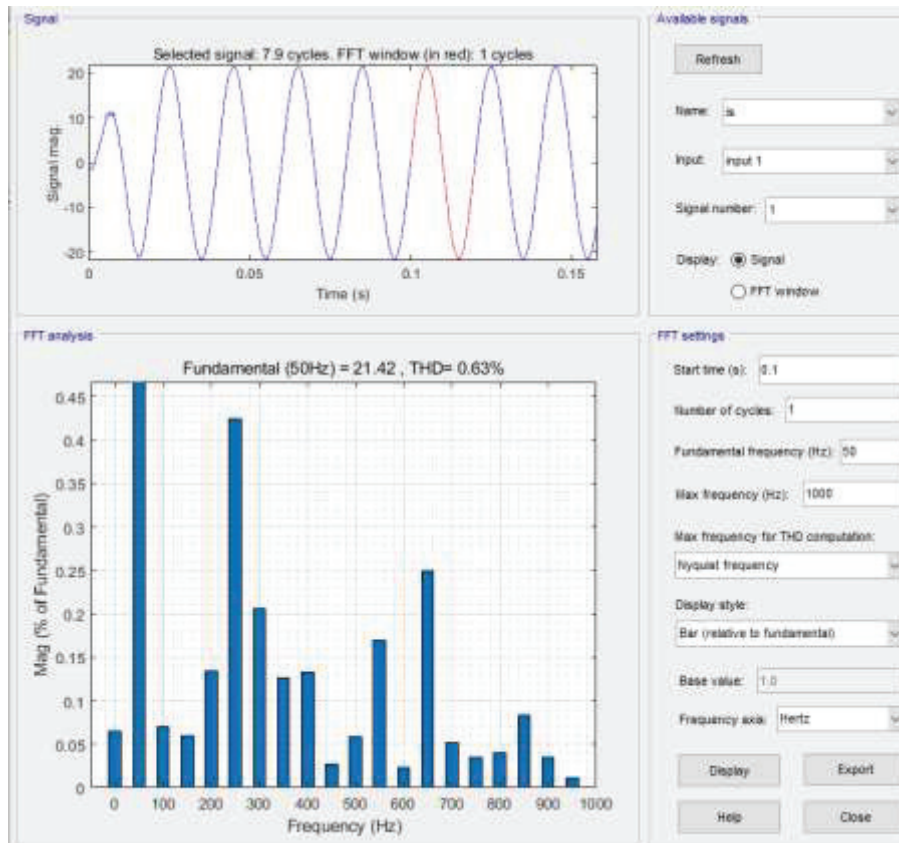 Signal
Selected signal: 7.9 cycles. FFT window (in red): 1 cycles
Signal mag.
20
10
0
-10
-20
0
0.05
0.1
0.15
Time (s)
Available signals
Refresh
Name: is
Input: input 1
Signal number: 1
Display: Signal
FFT window
FFT analysis
Fundamental (50Hz) = 21.42 , THD= 0.63%
Mag (% of Fundamental)
0.45
0.4
0.35
0.3
0.25
0.2
0.15
0.1
0.05
0
0 100 200 300 400 500 600 700 800 900 1000
Frequency (Hz)
FFT settings
Start time (s): 0.1
Number of cycles: 1
Fundamental frequency (Hz): 50
Max frequency (Hz): 1000
Max frequency for THD computation:
Nyquist frequency
Display style:
Bar (relative to fundamental)
Base value: 1.0
Frequency axis: Hertz
Display Export
Help Close